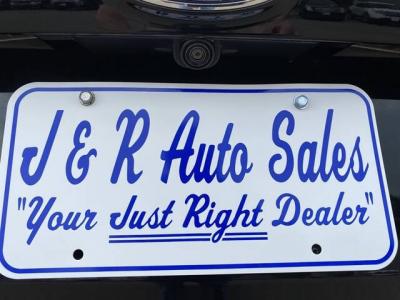 J & R Auto Sales
"Your Just Right Dealer"